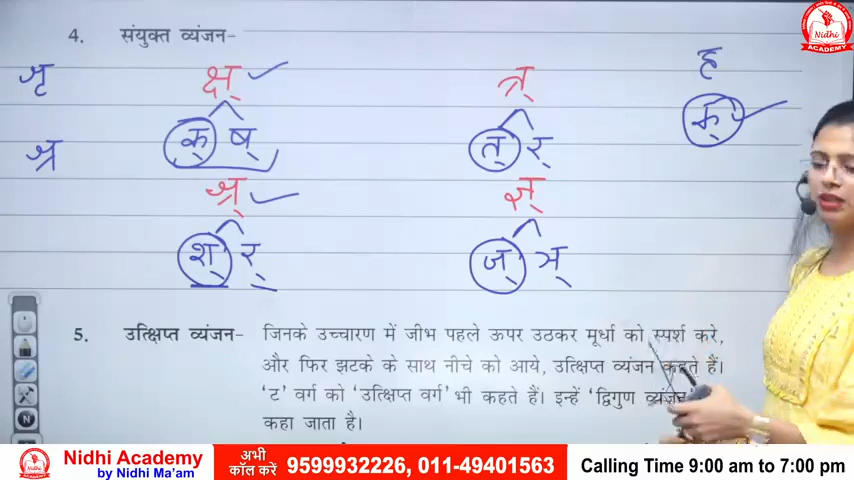 4. संयुक्त व्यंजन-
Nidhi
ACADEMY
शृ क्ष् ✓ त्र् ह
क् ष् त् र् क् ✓
श्र श्र् ✓ ज्ञ्
श् र् ज् ञ्
5. उत्क्षिप्त व्यंजन- जिनके उच्चारण में जीभ पहले ऊपर उठकर मूर्धा को स्पर्श करे,
और फिर झटके के साथ नीचे को आये, उत्क्षिप्त व्यंजन कहते हैं।
'ट' वर्ग को 'उत्क्षिप्त वर्ग' भी कहते हैं। इन्हें 'द्विगुण व्यंजन'
कहा जाता है।
N
Nidhi Academy
by Nidhi Ma'am
अभी
कॉल करें
9599932226, 011-49401563
Calling Time 9:00 am to 7:00 pm